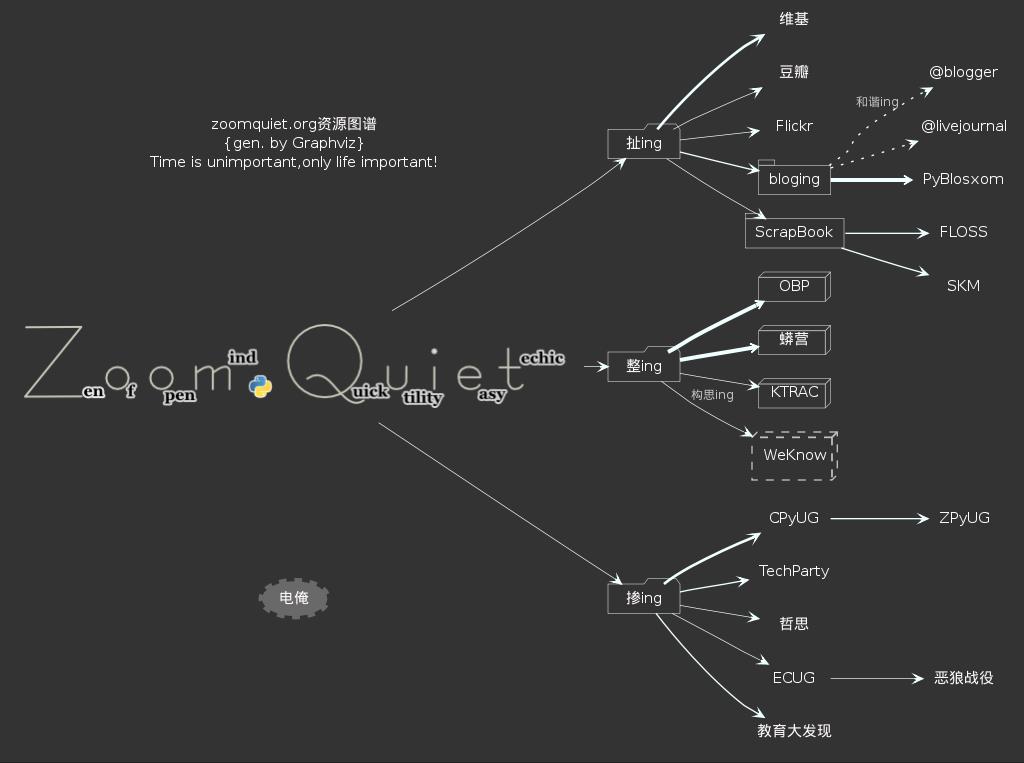 zoomquiet.org资源图谱
{gen. by Graphviz}
Time is unimportant,only life important!
Zoom.Quiet
en f pen ind uick tility asy echic
电俺
扯ing
维基
豆瓣
Flickr
bloging
和谐ing
@blogger
@livejournal
PyBlosxom
ScrapBook
FLOSS
SKM
整ing
OBP
蟒营
KTRAC
构思ing
WeKnow
掺ing
CPyUG
ZPyUG
TechParty
哲思
ECUG
恶狼战役
教育大发现